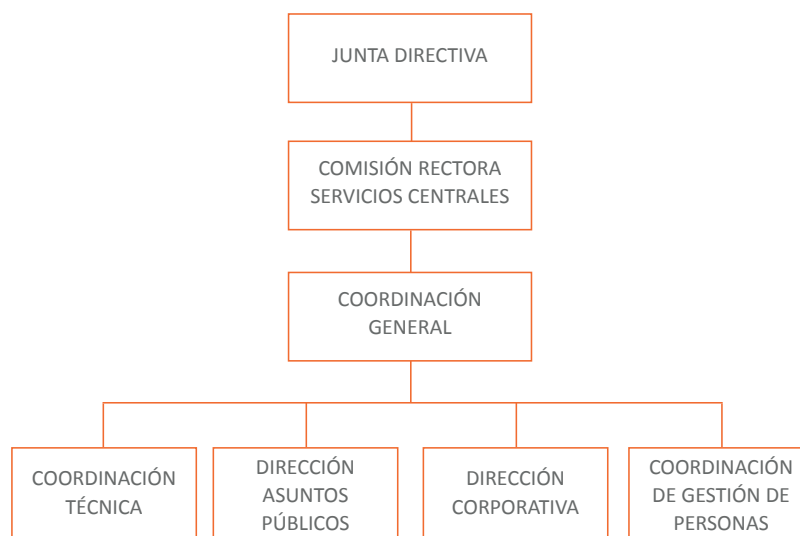 JUNTA DIRECTIVA
COMISIÓN RECTORA
SERVICIOS CENTRALES
COORDINACIÓN
GENERAL
COORDINACIÓN
TÉCNICA
DIRECCIÓN
ASUNTOS
PÚBLICOS
DIRECCIÓN
CORPORATIVA
COORDINACIÓN
DE GESTIÓN DE
PERSONAS